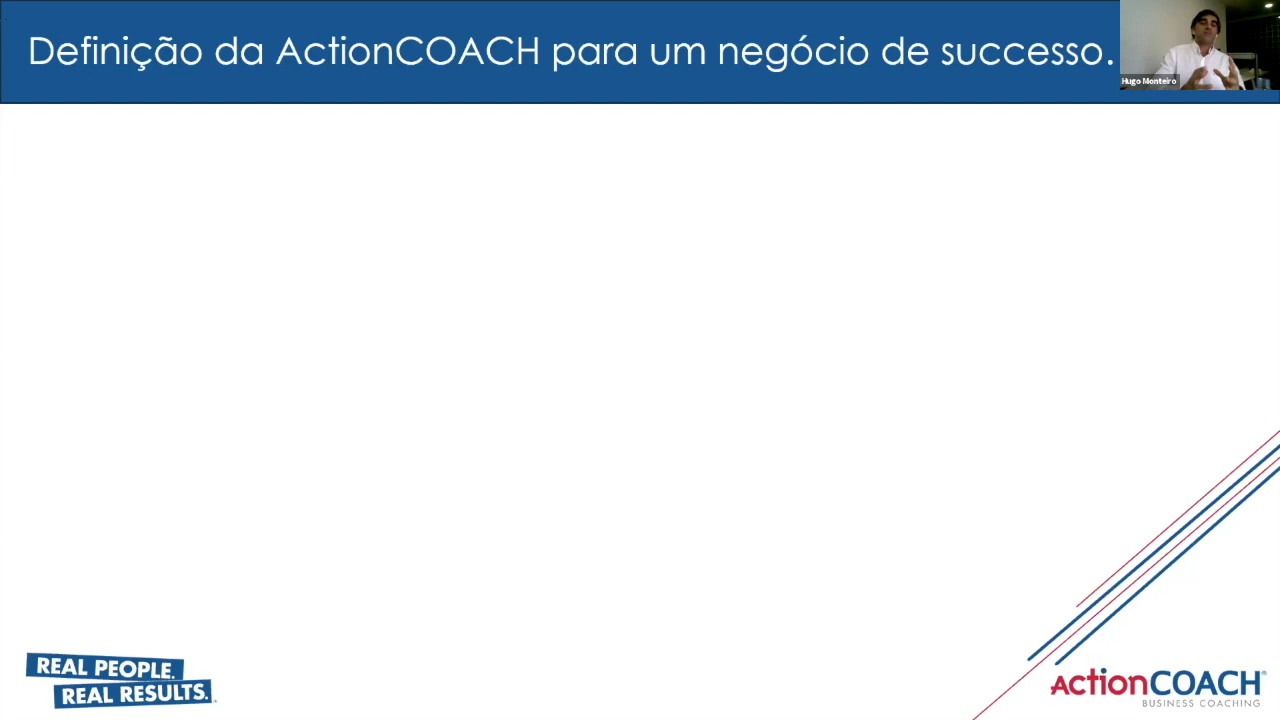 Definição da ActionCOACH para um negócio de successo.
Hugo Monteiro
REAL PEOPLE.
REAL RESULTS.
ActionCOACH®
BUSINESS COACHING